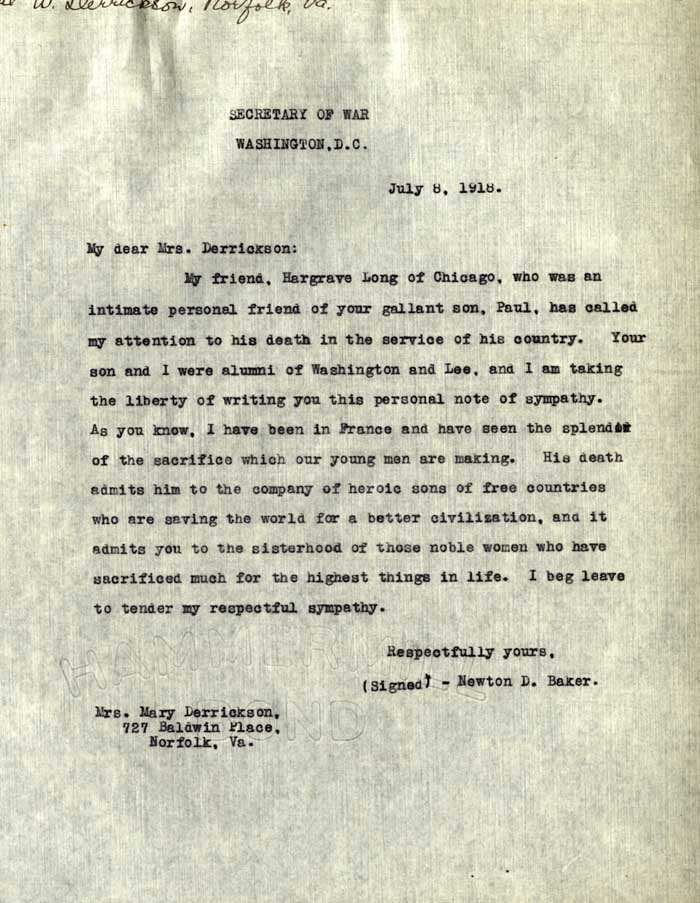 W. Derrickson, Norfolk, Va.
SECRETARY OF WAR
WASHINGTON,D.C.
July 8, 1918.
My dear Mrs. Derrickson:
My friend, Hargrave Long of Chicago, who was an
intimate personal friend of your gallant son, Paul, has called
my attention to his death in the service of his country. Your
son and I were alumni of Washington and Lee, and I am taking
the liberty of writing you this personal note of sympathy.
As you know, I have been in France and have seen the splendor
of the sacrifice which our young men are making. His death
admits him to the company of heroic sons of free countries
who are saving the world for a better civilization, and it
admits you to the sisterhood of those noble women who have
sacrificed much for the highest things in life. I beg leave
to tender my respectful sympathy.
Respectfully yours,
(Signed) - Newton D. Baker.
HAMMERMILL
BOND
Mrs. Mary Derrickson,
727 Baldwin Place,
Norfolk, Va.